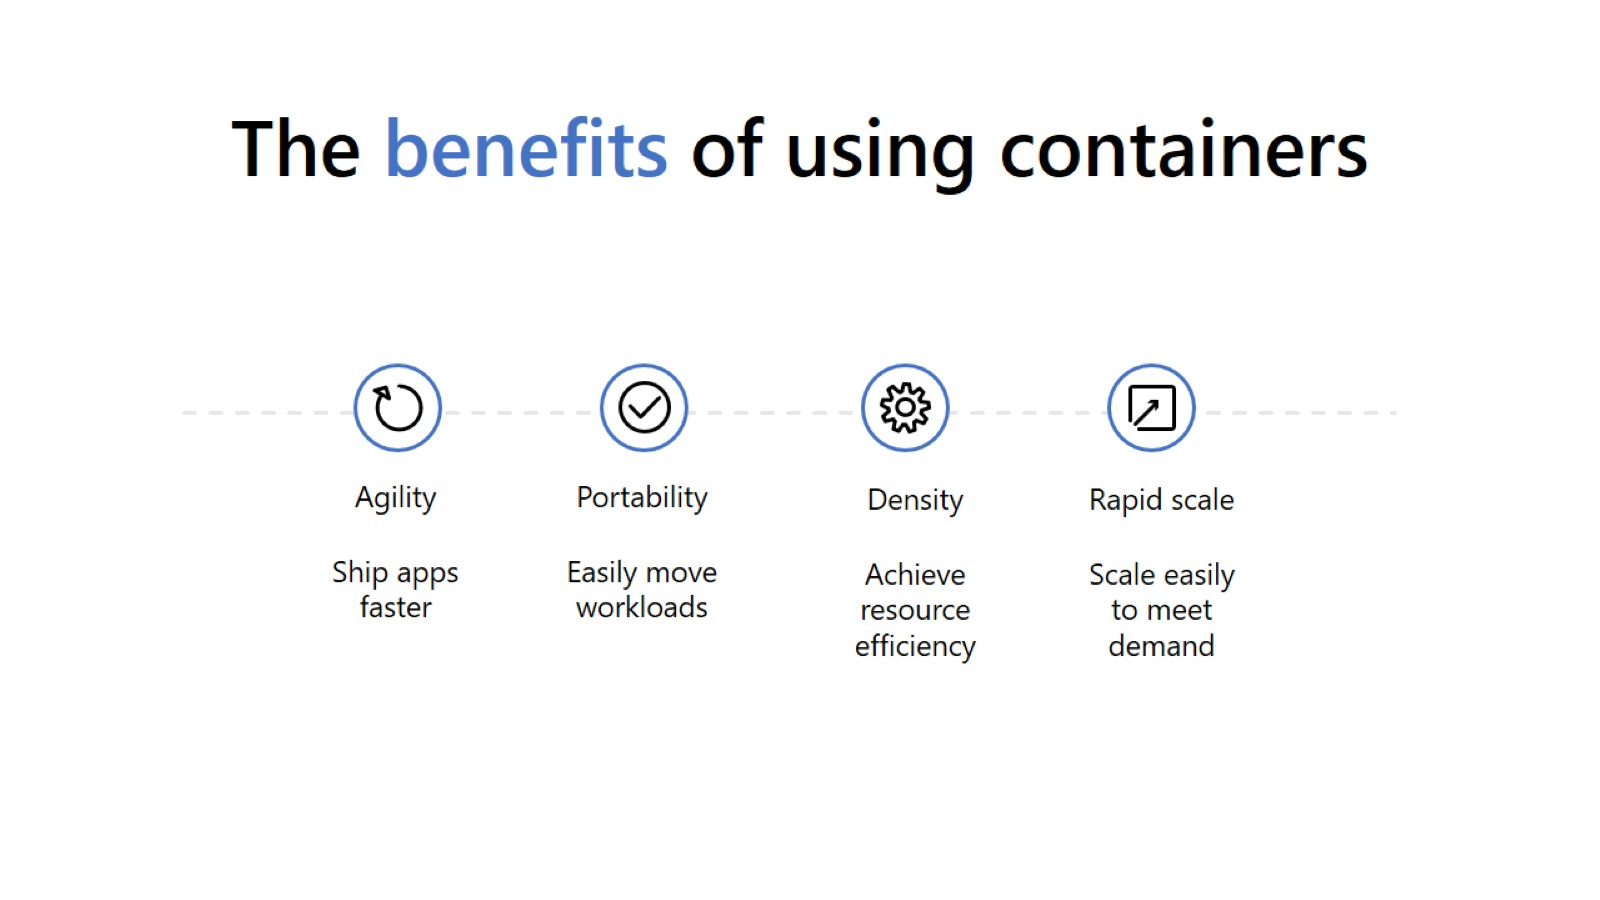 The benefits of using containers
Agility
Ship apps
faster
Portability
Easily move
workloads
Density
Achieve
resource
efficiency
Rapid scale
Scale easily
to meet
demand